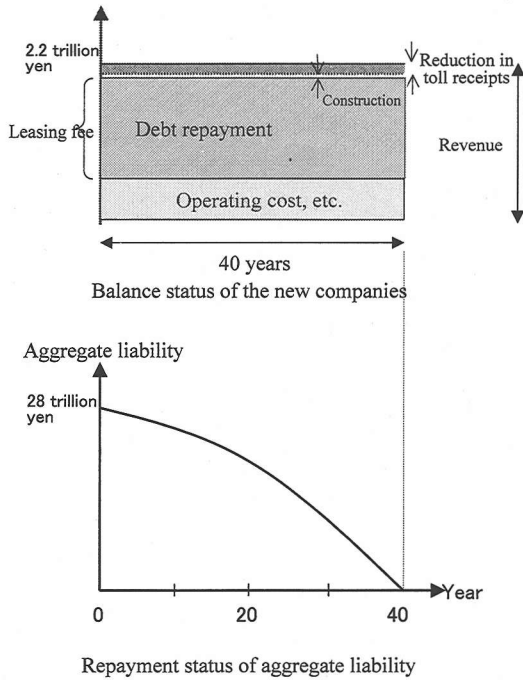 2.2 trillion
yen
Reduction in
toll receipts
Construction
Leasing fee
Debt repayment
Revenue
Operating cost, etc.
40 years
Balance status of the new companies
Aggregate liability
28 trillion
yen
Year
0
20
40
Repayment status of aggregate liability